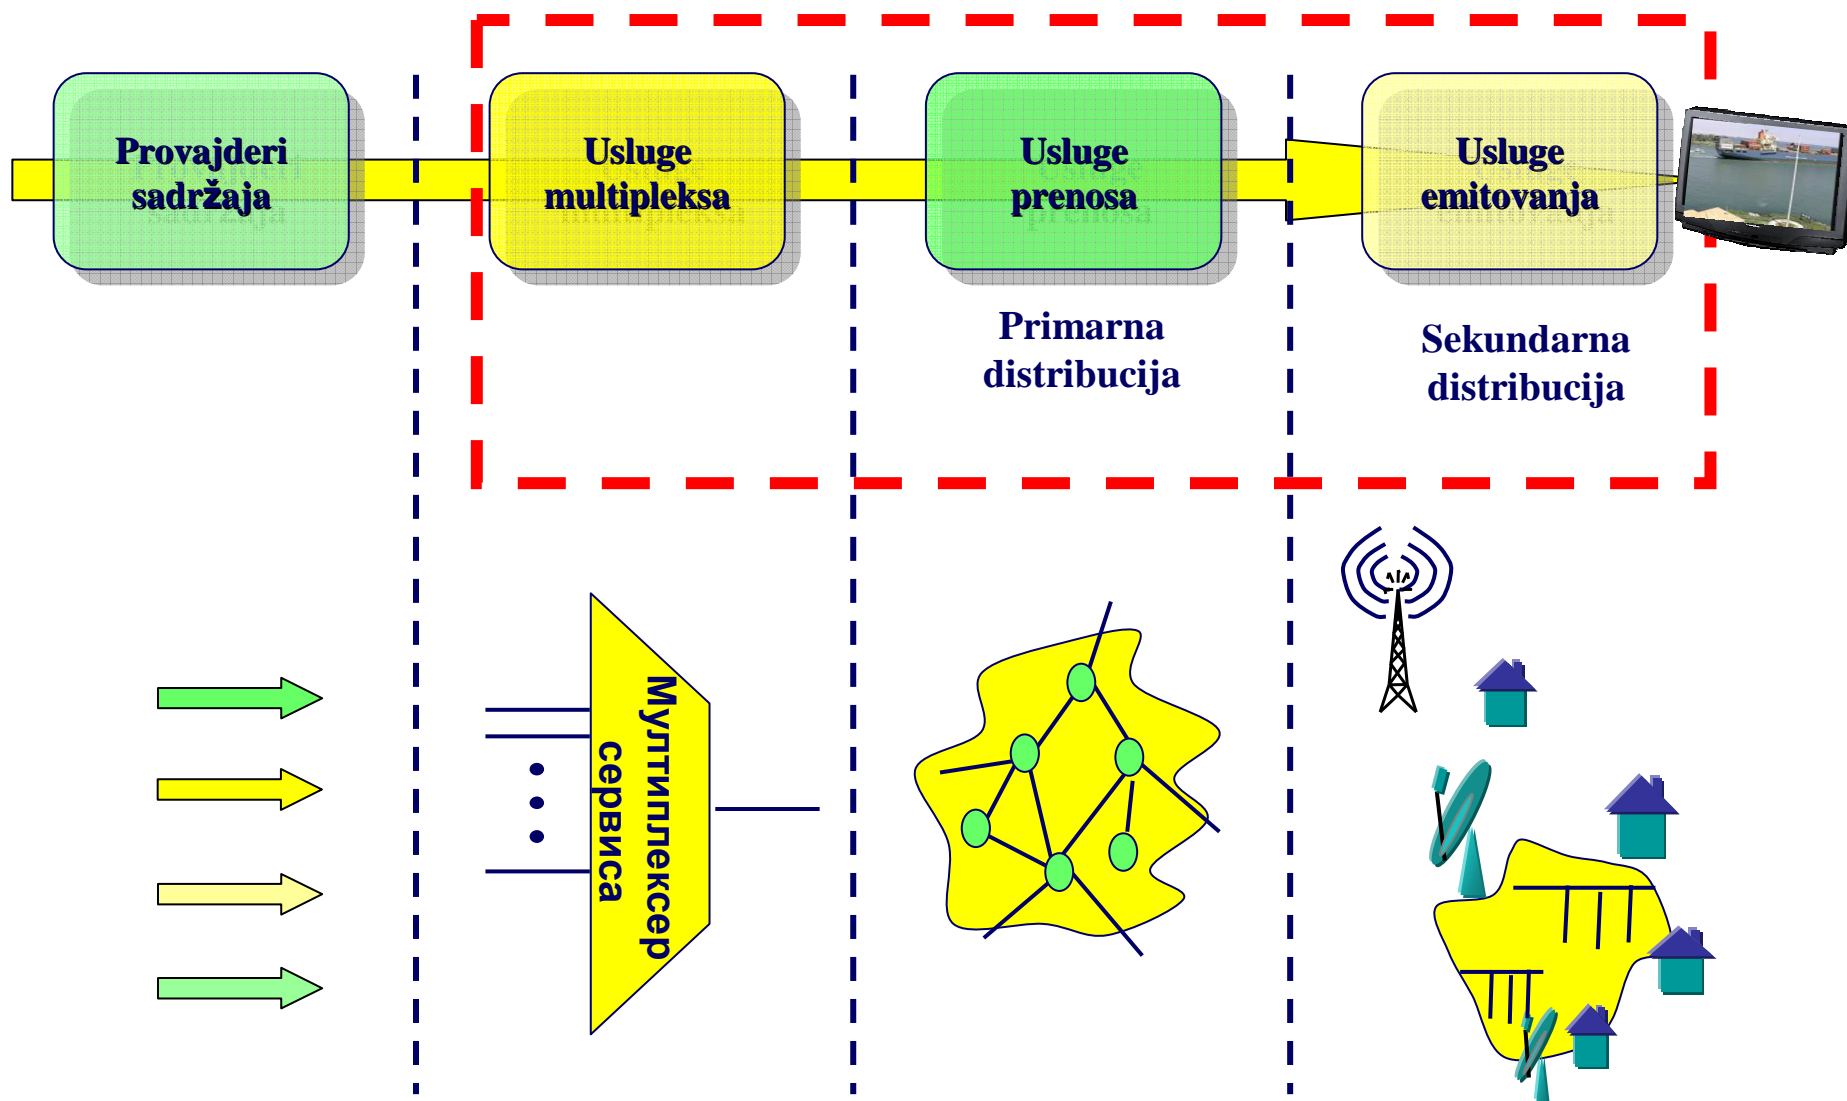 Provajderi
sadržaja
Usluge
multipleksa
Usluge
prenosa
Usluge
emitovanja
Primarna
distribucija
Sekundarna
distribucija
Мултиплексер
сервиса